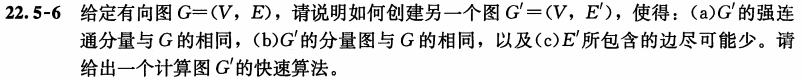 22.5-6 给定有向图 G=(V, E), 请说明如何创建另一个图 G′=(V, E′), 使得: (a)G′的强连
通分量与 G 的相同, (b)G′的分量图与 G 的相同, 以及(c)E′所包含的边尽可能少。请
给出一个计算图 G′的快速算法。